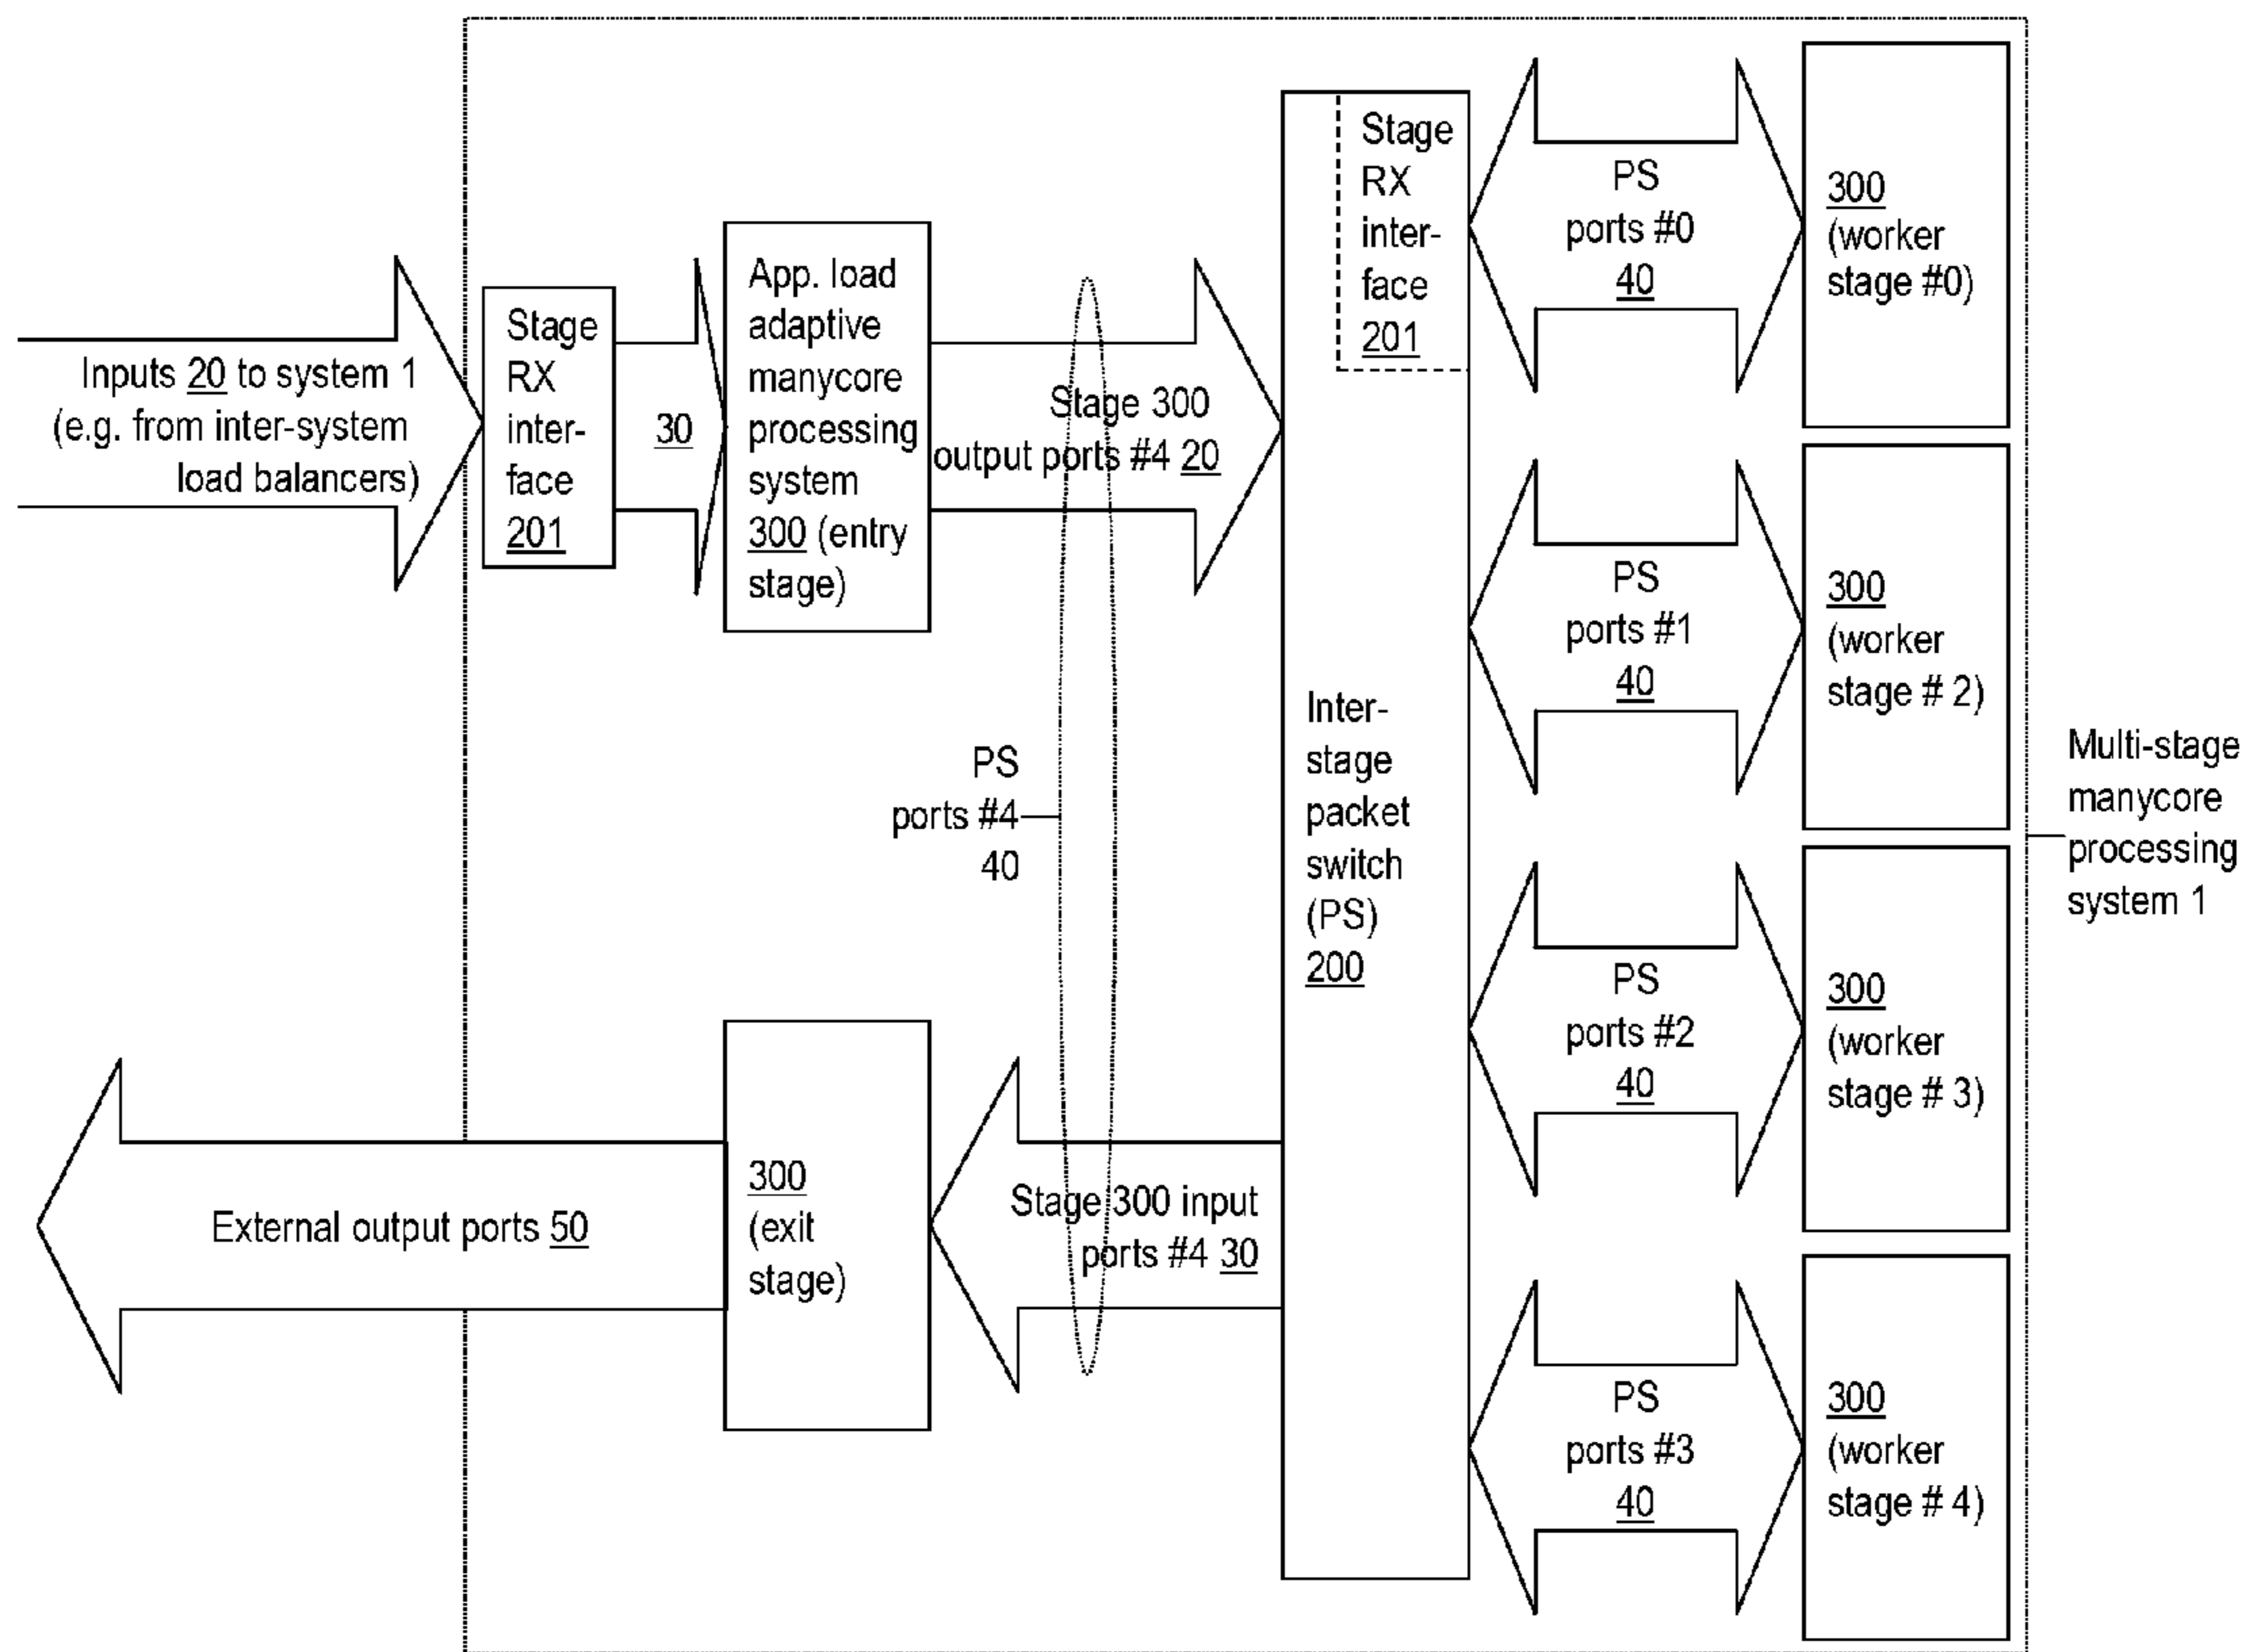 Inputs 20 to system 1
(e.g. from inter-system
load balancers)
Stage
RX
inter-
face
201
30
App. load
adaptive
manycore
processing
system
300 (entry
stage)
Stage 300
output ports #4 20
Stage
RX
inter-
face
201
Inter-
stage
packet
switch
(PS)
200
PS
ports #0
40
300
(worker
stage #0)
PS
ports #1
40
300
(worker
stage # 2)
PS
ports #2
40
300
(worker
stage # 3)
PS
ports #3
40
300
(worker
stage # 4)
Multi-stage
manycore
processing
system 1
PS
ports #4
40
External output ports 50
300
(exit
stage)
Stage 300 input
ports #4 30